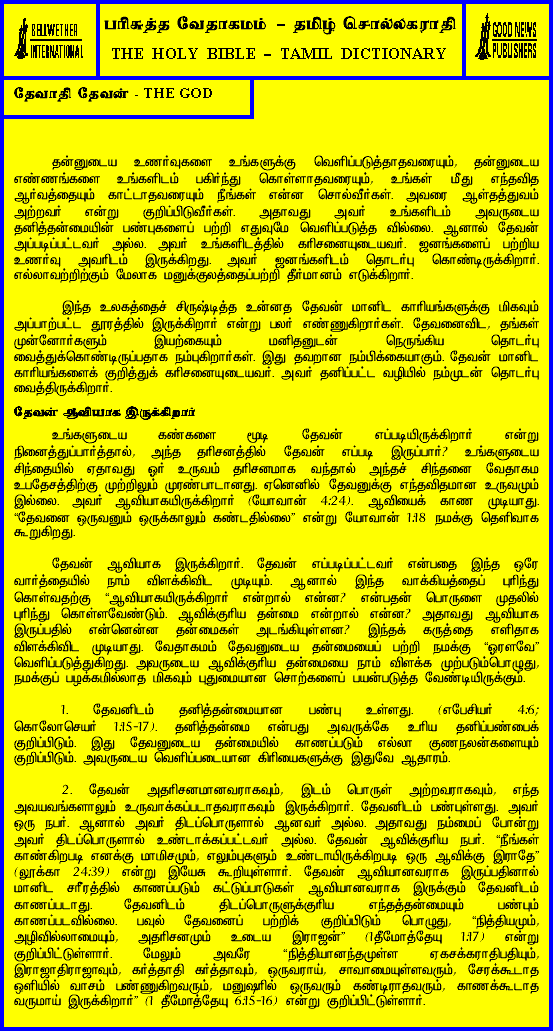 BELLWETHER
INTERNATIONAL
பரிசுத்த வேதாகமம் – தமிழ் சொல்லகராதி
THE HOLY BIBLE – TAMIL DICTIONARY
GOOD NEWS
PUBLISHERS
தேவாதி தேவன் - THE GOD
தன்னுடைய உணர்வுகளை உங்களுக்கு வெளிப்படுத்தாதவரையும், தன்னுடைய
எண்ணங்களை உங்களிடம் பகிர்ந்து கொள்ளாதவரையும், உங்கள் மீது எந்தவித
ஆர்வத்தையும் காட்டாதவரையும் நீங்கள் என்ன சொல்வீர்கள். அவரை ஆள்தத்துவம்
அற்றவர் என்று குறிப்பிடுவீர்கள். அதாவது அவர் உங்களிடம் அவருடைய
தனித்தன்மையின் பண்புகளைப் பற்றி எதுவுமே வெளிப்படுத்த வில்லை. ஆனால் தேவன்
அப்படிப்பட்டவர் அல்ல. அவர் உங்களிடத்தில் கரிசனையுடையவர். ஜனங்களைப் பற்றிய
உணர்வு அவரிடம் இருக்கிறது. அவர் ஜனங்களிடம் தொடர்பு கொண்டிருக்கிறார்.
எல்லாவற்றிற்கும் மேலாக மனுக்குலத்தைப்பற்றி தீர்மானம் எடுக்கிறார்.
இந்த உலகத்தைச் சிருஷ்டித்த உன்னத தேவன் மானிட காரியங்களுக்கு மிகவும்
அப்பாற்பட்ட தூரத்தில் இருக்கிறார் என்று பலர் எண்ணுகிறார்கள். தேவனைவிட, தங்கள்
முன்னோர்களும் இயற்கையும் மனிதனுடன் நெருங்கிய தொடர்பு
வைத்துக்கொண்டிருப்பதாக நம்புகிறார்கள். இது தவறான நம்பிக்கையாகும். தேவன் மானிட
காரியங்களைக் குறித்துக் கரிசனையுடையவர். அவர் தனிப்பட்ட வழியில் நம்முடன் தொடர்பு
வைத்திருக்கிறார்.
தேவன் ஆவியாக இருக்கிறார்
உங்களுடைய கண்களை மூடி தேவன் எப்படியிருக்கிறார் என்று
நினைத்துப்பார்த்தால், அந்த தரிசனத்தில் தேவன் எப்படி இருப்பார்? உங்களுடைய
சிந்தையில் ஏதாவது ஓர் உருவம் தரிசனமாக வந்தால் அந்தச் சிந்தனை வேதாகம
உபதேசத்திற்கு முற்றிலும் முரண்பாடானது. ஏனெனில் தேவனுக்கு எந்தவிதமான உருவமும்
இல்லை. அவர் ஆவியாகயிருக்கிறார் (யோவான் 4:24). ஆவியைக் காண முடியாது.
“தேவனை ஒருவனும் ஒருக்காலும் கண்டதில்லை” என்று யோவான் 1:18 நமக்கு தெளிவாக
கூறுகிறது.
தேவன் ஆவியாக இருக்கிறார். தேவன் எப்படிப்பட்டவர் என்பதை இந்த ஒரே
வார்த்தையில் நாம் விளக்கிவிட முடியும். ஆனால் இந்த வாக்கியத்தைப் புரிந்து
கொள்வதற்கு “ஆவியாகயிருக்கிறார் என்றால் என்ன? என்பதன் பொருளை முதலில்
புரிந்து கொள்ளவேண்டும். ஆவிக்குரிய தன்மை என்றால் என்ன? அதாவது ஆவியாக
இருப்பதில் என்னென்ன தன்மைகள் அடங்கியுள்ளன? இந்தக் கருத்தை எளிதாக
விளக்கிவிட முடியாது. வேதாகமம் தேவனுடைய தன்மையைப் பற்றி நமக்கு “ஓரளவே”
வெளிப்படுத்துகிறது. அவருடைய ஆவிக்குரிய தன்மையை நாம் விளக்க முற்படும்பொழுது,
நமக்குப் பழக்கமில்லாத மிகவும் புதுமையான சொற்களைப் பயன்படுத்த வேண்டியிருக்கும்.
1. தேவனிடம் தனித்தன்மையான பண்பு உள்ளது. (எபேசியர் 4:6;
கொலோசெயர் 1:15-17). தனித்தன்மை என்பது அவருக்கே உரிய தனிப்பண்பைக்
குறிப்பிடும். இது தேவனுடைய தன்மையில் காணப்படும் எல்லா குணநலன்களையும்
குறிப்பிடும். அவருடைய வெளிப்படையான கிரியைகளுக்கு இதுவே ஆதாரம்.
2. தேவன் அதரிசனமானவராகவும், இடம் பொருள் அற்றவராகவும், எந்த
அவயவங்களாலும் உருவாக்கப்படாதவராகவும் இருக்கிறார். தேவனிடம் பண்புள்ளது. அவர்
ஒரு நபர். ஆனால் அவர் திடப்பொருளால் ஆனவர் அல்ல. அதாவது நம்மைப் போன்று
அவர் திடப்பொருளால் உண்டாக்கப்பட்டவர் அல்ல. தேவன் ஆவிக்குரிய நபர். “நீங்கள்
காண்கிறபடி எனக்கு மாமிசமும், எலும்புகளும் உண்டாயிருக்கிறபடி ஒரு ஆவிக்கு இராதே”
(லூக்கா 24:39) என்று இயேசு கூறியுள்ளார். தேவன் ஆவியானவராக இருப்பதினால்
மானிட சரீரத்தில் காணப்படும் கட்டுப்பாடுகள் ஆவியானவராக இருக்கும் தேவனிடம்
காணப்படாது. தேவனிடம் திடப்பொருளுக்குரிய எந்தத்தன்மையும் பண்பும்
காணப்படவில்லை. பவுல் தேவனைப் பற்றிக் குறிப்பிடும் பொழுது, “நித்தியமும்,
அழிவில்லாமையும், அதரிசனமும் உடைய இராஜன்” (1தீமோத்தேயு 1:17) என்று
குறிப்பிட்டுள்ளார். மேலும் அவரே “நித்தியானந்தமுள்ள ஏகசக்கராதிபதியும்,
இராஜாதிராஜாவும், கர்த்தாதி கர்த்தாவும், ஒருவராய், சாவாமையுள்ளவரும், சேரக்கூடாத
ஒளியில் வாசம் பண்ணுகிறவரும், மனுஷரில் ஒருவரும் கண்டிராதவரும், காணக்கூடாத
வருமாய் இருக்கிறார்” (1 தீமோத்தேயு 6:15-16) என்று குறிப்பிட்டுள்ளார்.